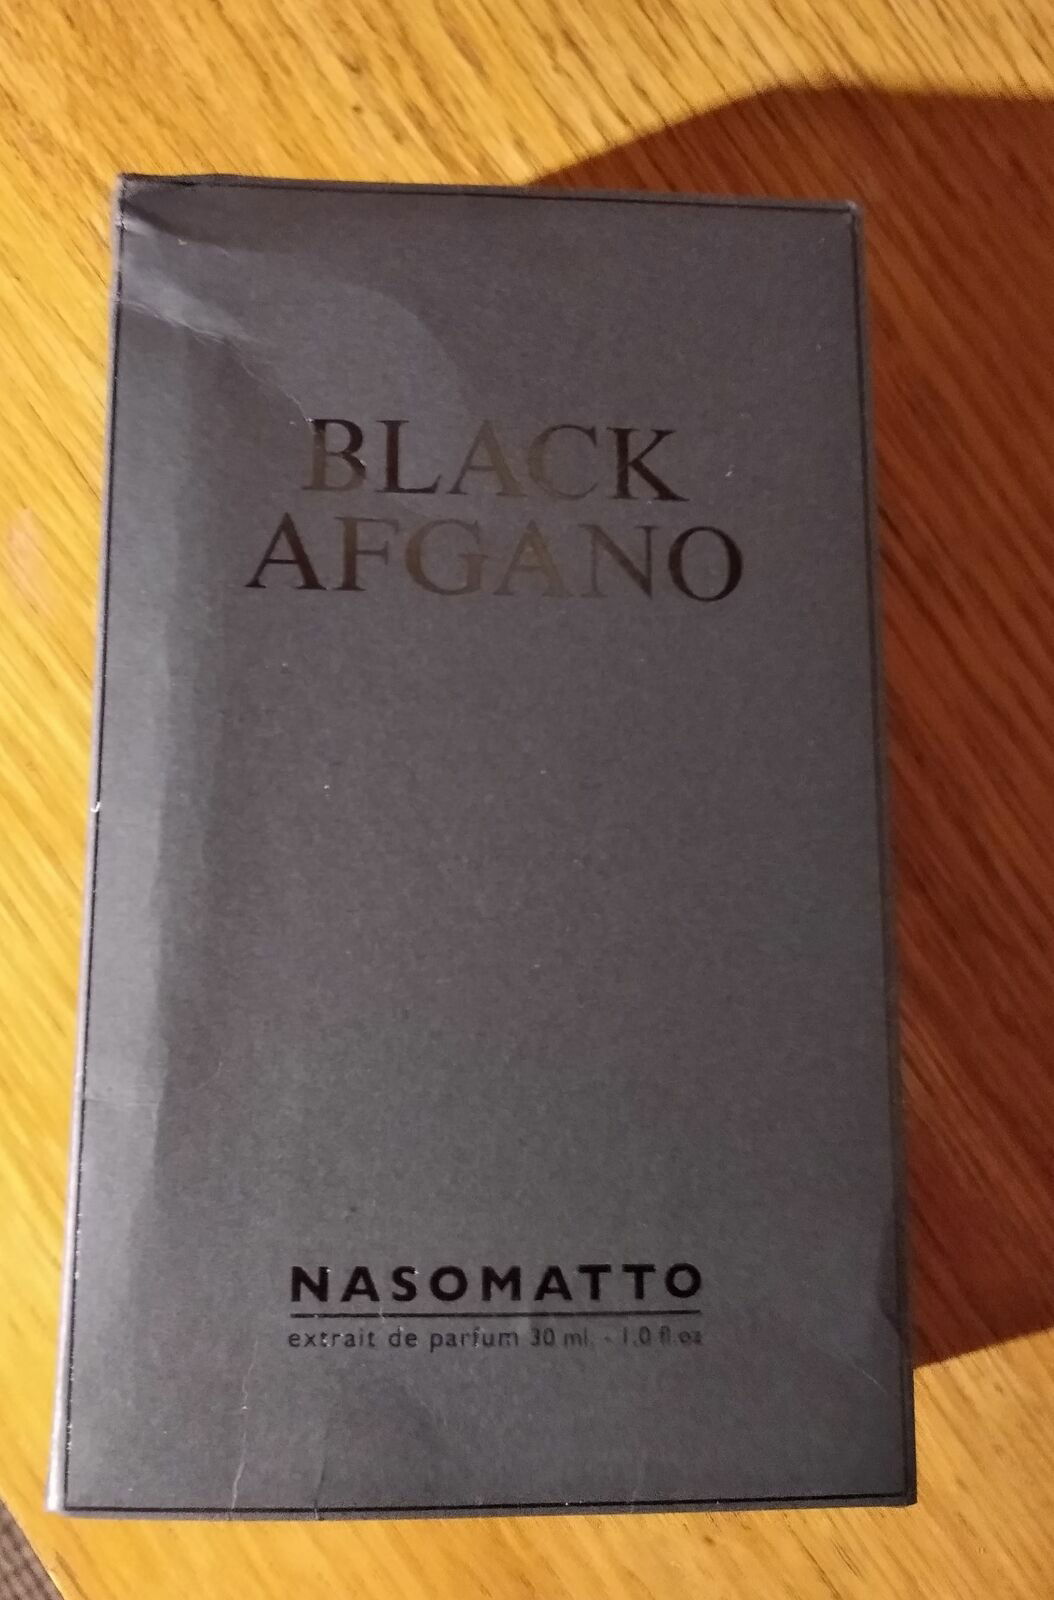 BLACK
AFGANO
NASOMATTO
extrait de parfum 30 ml. - 1.0 fl.oz